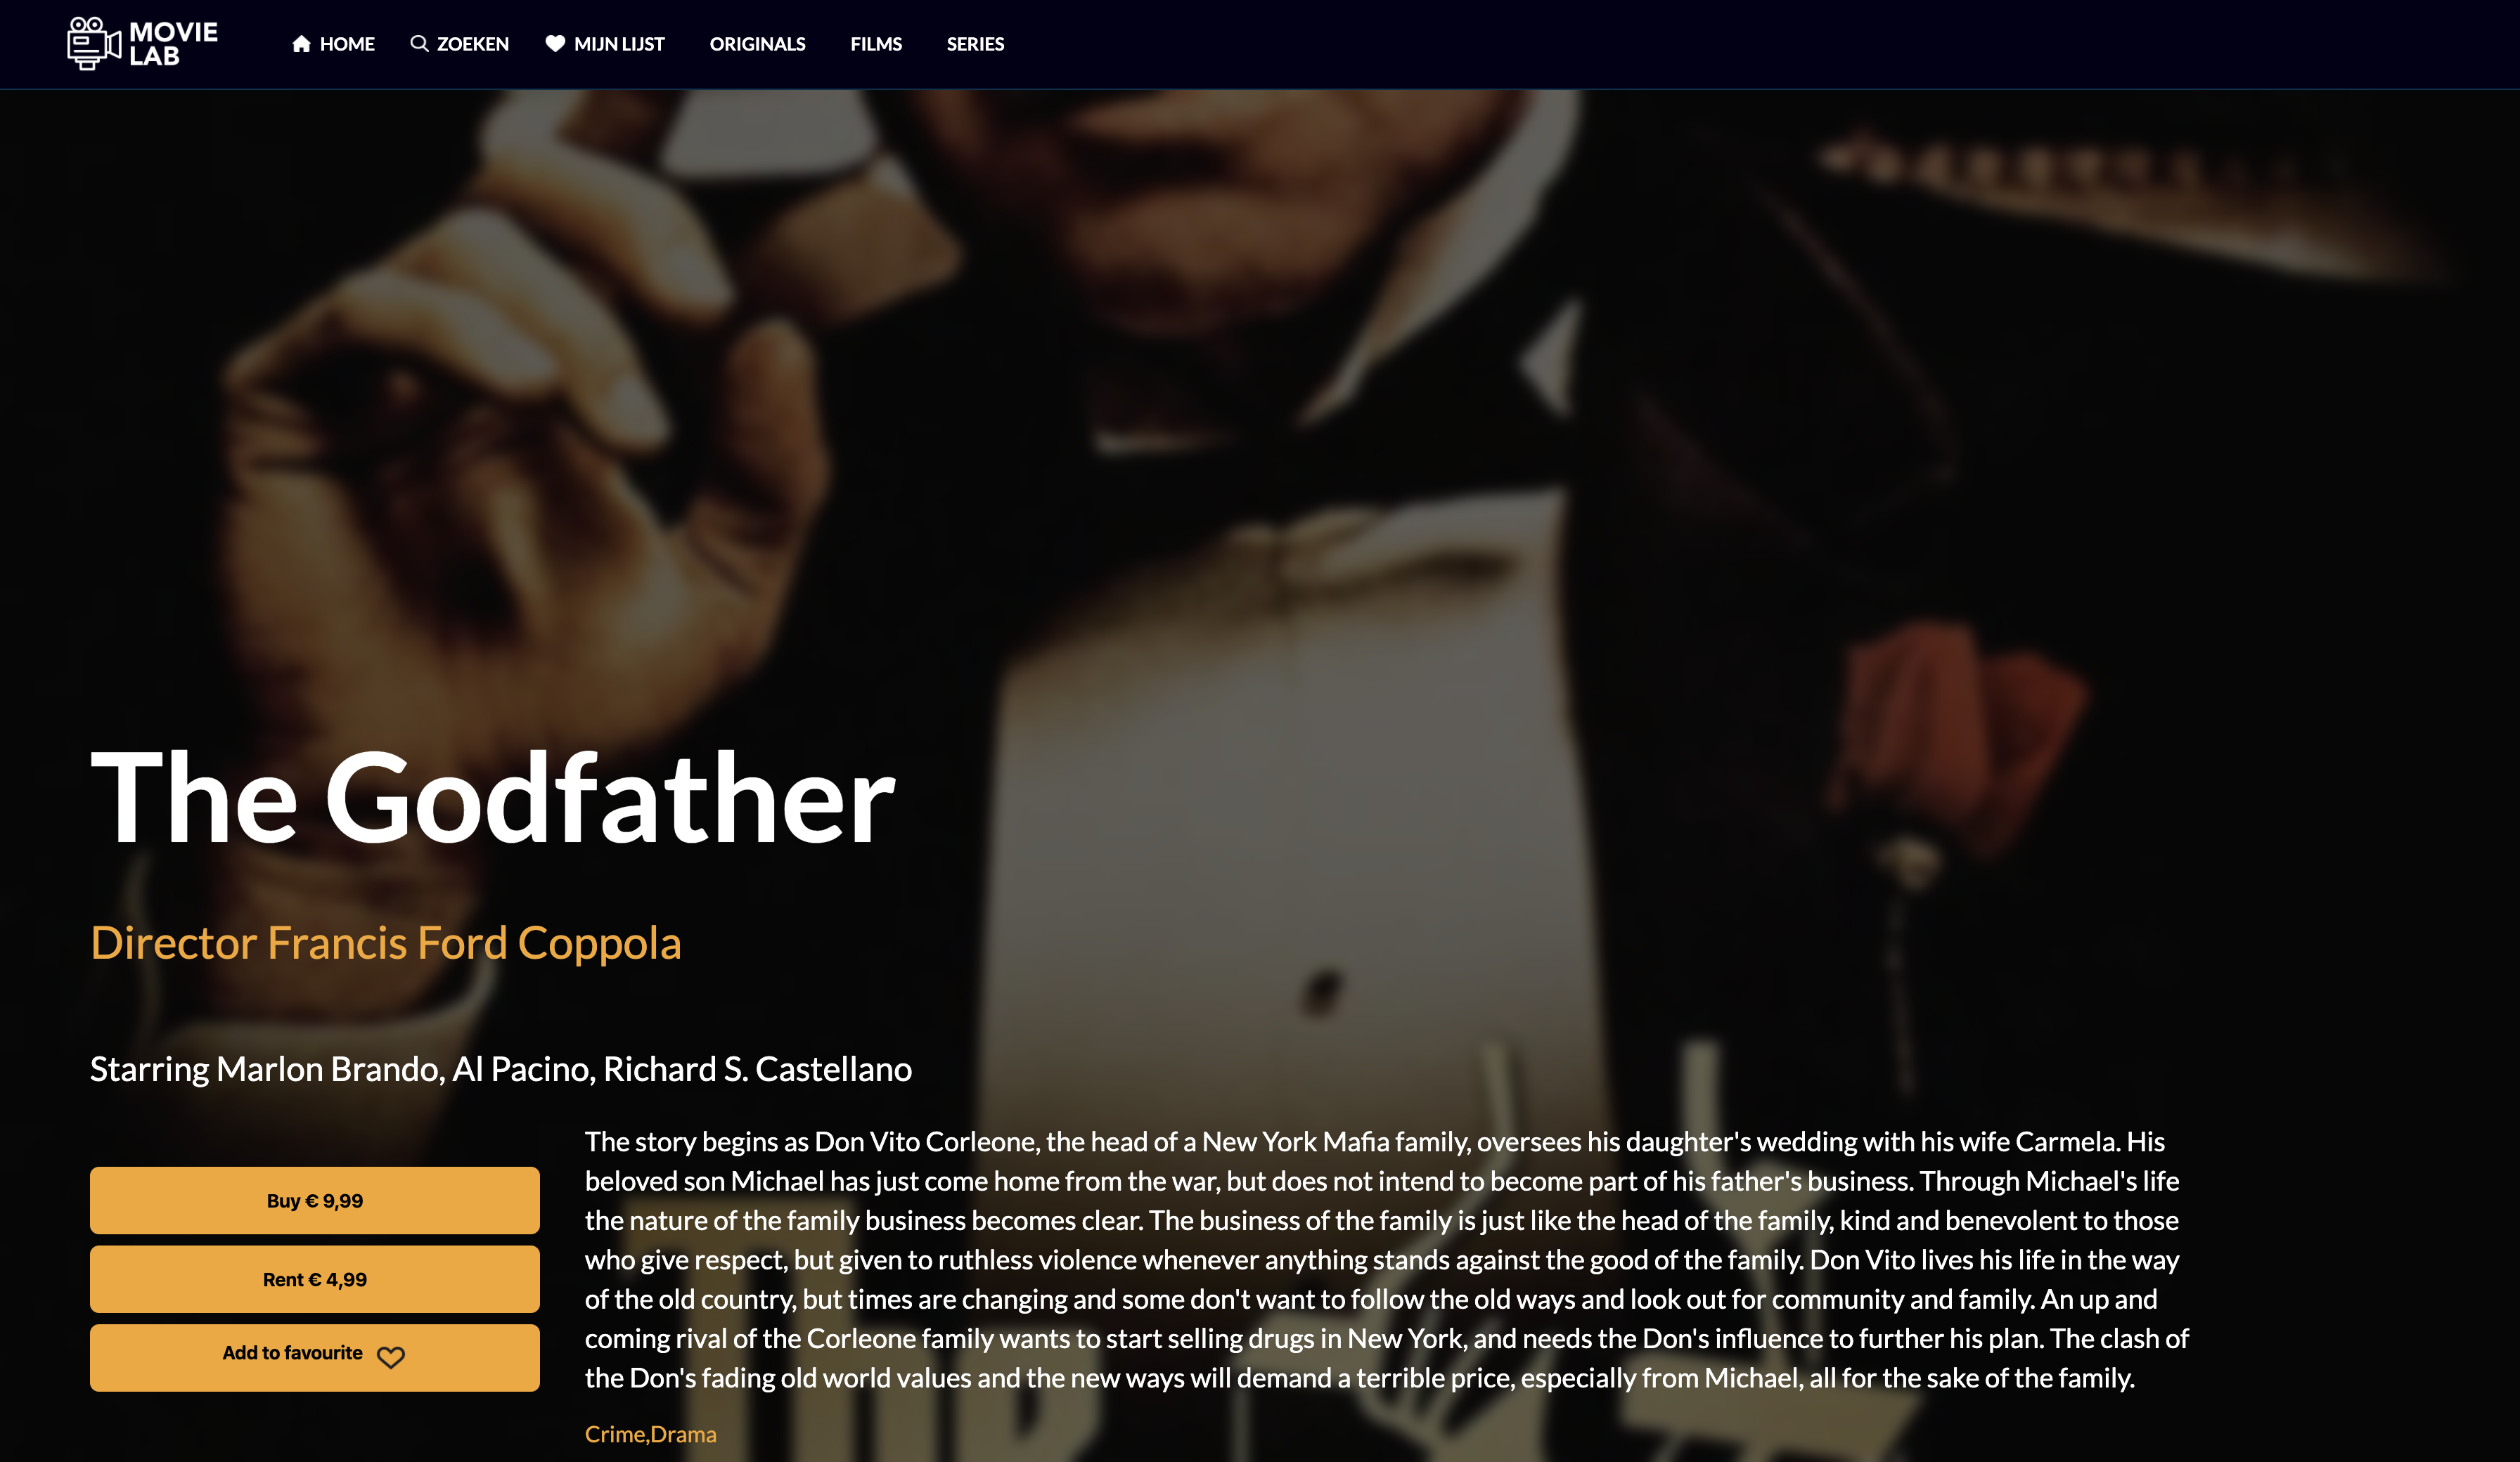 MOVIE
LAB
HOME
ZOEKEN
MIJN LIJST
ORIGINALS
FILMS
SERIES
The Godfather
Director Francis Ford Coppola
Starring Marlon Brando, Al Pacino, Richard S. Castellano
Buy € 9,99
Rent € 4,99
Add to favourite
The story begins as Don Vito Corleone, the head of a New York Mafia family, oversees his daughter's wedding with his wife Carmela. His
beloved son Michael has just come home from the war, but does not intend to become part of his father's business. Through Michael's life
the nature of the family business becomes clear. The business of the family is just like the head of the family, kind and benevolent to those
who give respect, but given to ruthless violence whenever anything stands against the good of the family. Don Vito lives his life in the way
of the old country, but times are changing and some don't want to follow the old ways and look out for community and family. An up and
coming rival of the Corleone family wants to start selling drugs in New York, and needs the Don's influence to further his plan. The clash of
the Don's fading old world values and the new ways will demand a terrible price, especially from Michael, all for the sake of the family.
Crime,Drama